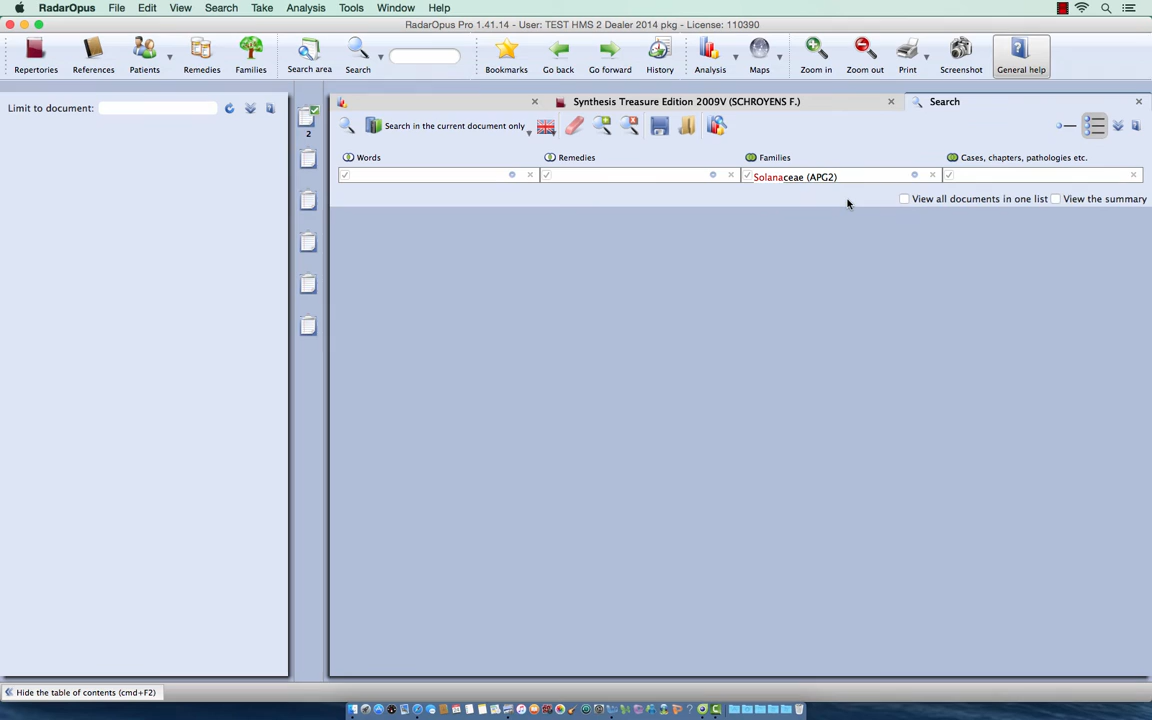 RadarOpus File Edit View Search Take Analysis Tools Window Help
RadarOpus Pro 1.41.14 - User: TEST HMS 2 Dealer 2014 pkg - License: 110390
Repertories References Patients Remedies Families Search area Search Bookmarks Go back Go forward History Analysis Maps Zoom in Zoom out Print Screenshot General help
Limit to document:
2
Synthesis Treasure Edition 2009V (SCHROYENS F.) Search
Search in the current document only
Words Remedies Families Cases, chapters, pathologies etc.
Solanaceae (APG2)
View all documents in one list View the summary
Hide the table of contents (cmd+F2)